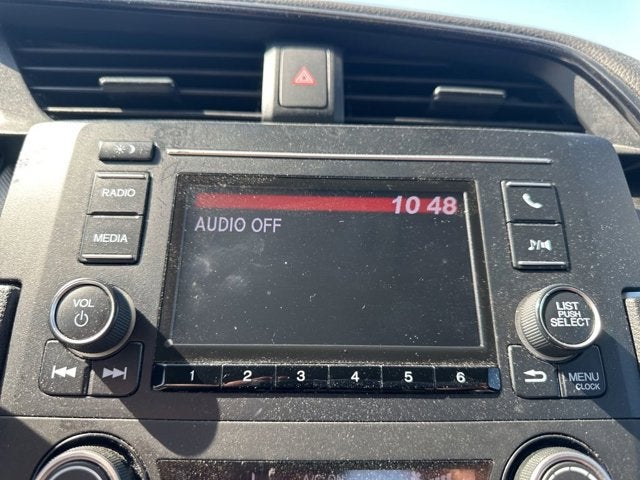 RADIO
MEDIA
10 48
AUDIO OFF
VOL
LIST
PUSH
SELECT
1 2 3 4 5 6
MENU
CLOCK